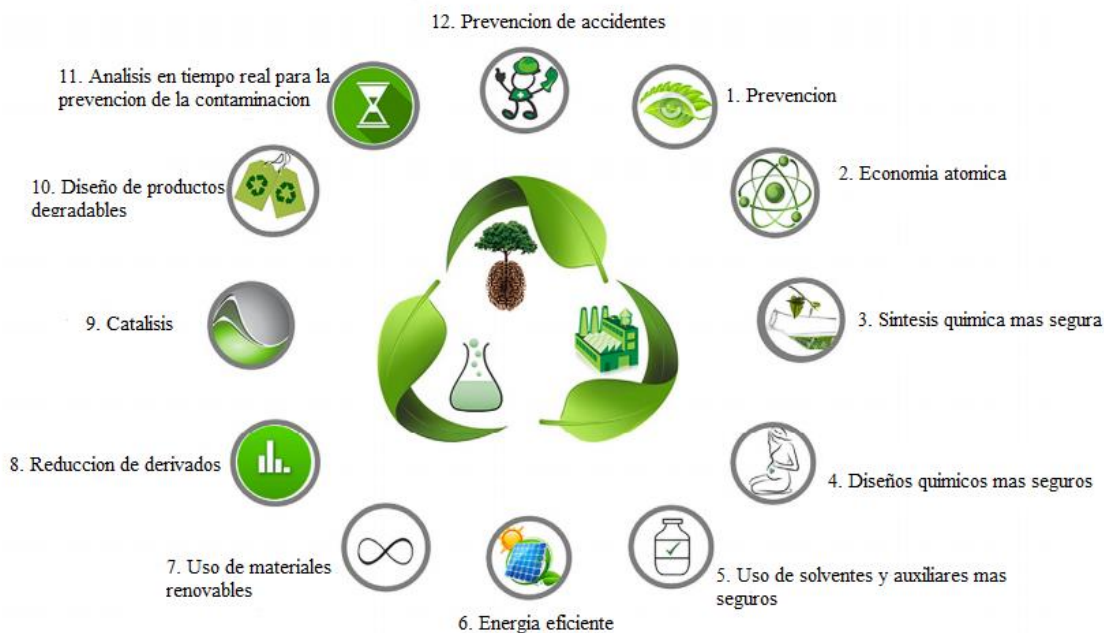 12. Prevencion de accidentes
11. Analisis en tiempo real para la
prevencion de la contaminacion
1. Prevencion
10. Diseño de productos
degradables
2. Economia atomica
9. Catalisis
3. Sintesis quimica mas segura
8. Reduccion de derivados
4. Diseños quimicos mas seguros
7. Uso de materiales
renovables
5. Uso de solventes y auxiliares mas
seguros
6. Energia eficiente